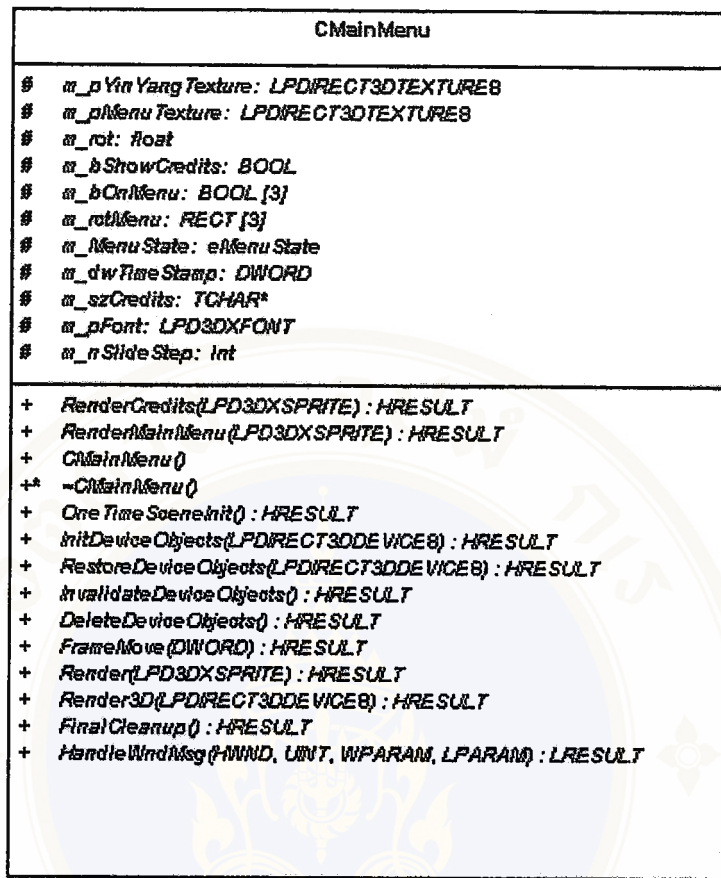 CMainMenu
# m_pYinYangTexture: LPDIRECT3DTEXTURE8
# m_pMenuTexture: LPDIRECT3DTEXTURE8
# m_rot: float
# m_bShowCredits: BOOL
# m_bOnMenu: BOOL [3]
# m_rctMenu: RECT [3]
# m_MenuState: eMenuState
# m_dwTimeStamp: DWORD
# m_szCredits: TCHAR*
# m_pFont: LPD3DXFONT
# m_nSlideStep: int
+ RenderCredits(LPD3DXSPRITE) : HRESULT
+ RenderMainMenu(LPD3DXSPRITE) : HRESULT
+ CMainMenu()
+* ~CMainMenu()
+ OneTimeSceneInit() : HRESULT
+ InitDeviceObjects(LPDIRECT3DDEVICE8) : HRESULT
+ RestoreDeviceObjects(LPDIRECT3DDEVICE8) : HRESULT
+ InvalidateDeviceObjects() : HRESULT
+ DeleteDeviceObjects() : HRESULT
+ FrameMove(DWORD) : HRESULT
+ Render(LPD3DXSPRITE) : HRESULT
+ Render3D(LPDIRECT3DDEVICE8) : HRESULT
+ FinalCleanup() : HRESULT
+ HandleWndMsg(HWND, UINT, WPARAM, LPARAM) : LRESULT